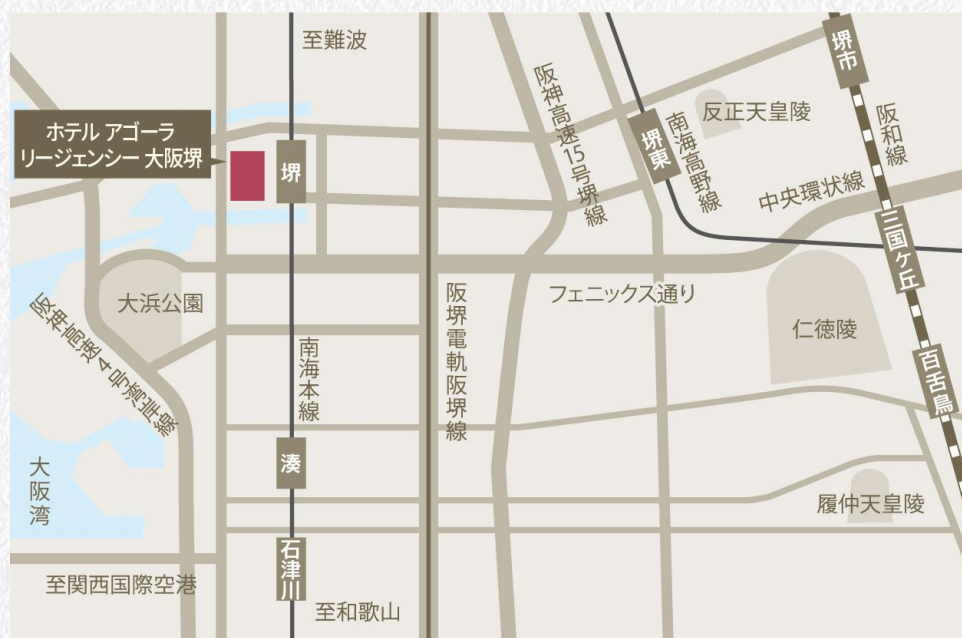 至難波
ホテル アゴーラ
リージェンシー 大阪堺
堺
阪神高速15号堺線
堺東
南海高野線
反正天皇陵
堺市
阪和線
中央環状線
三国ヶ丘
大浜公園
阪神高速4号湾岸線
南海本線
阪堺電軌阪堺線
フェニックス通り
仁徳陵
百舌鳥
大阪湾
湊
履仲天皇陵
石津川
至関西国際空港
至和歌山